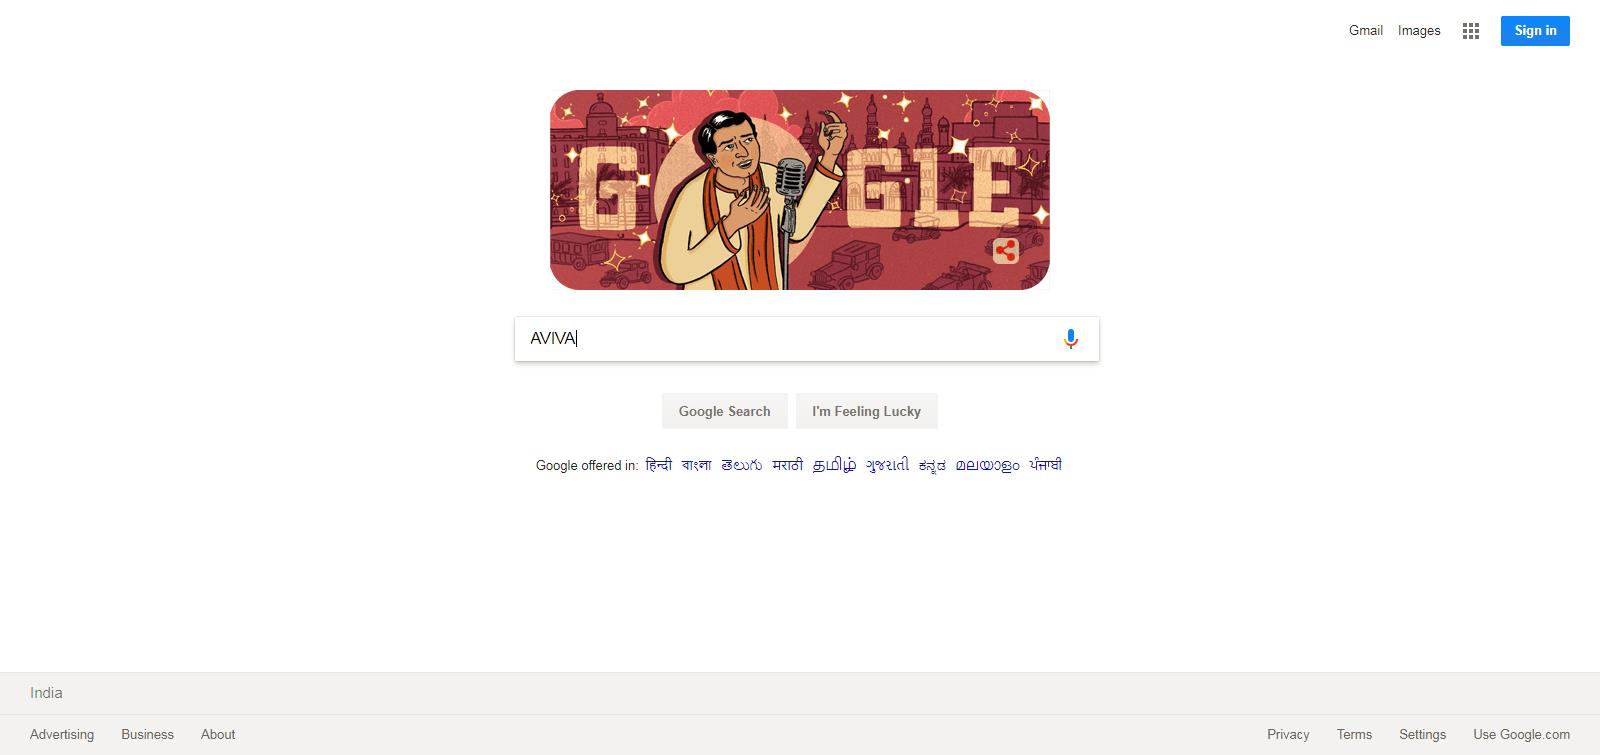 Gmail Images Sign in
G GLE
AVIVA
Google Search I'm Feeling Lucky
Google offered in: हिन्दी বাংলা తెలుగు मराठी தமிழ் ગુજરાતી ಕನ್ನಡ മലയാളം ਪੰਜਾਬੀ
India
Advertising Business About Privacy Terms Settings Use Google.com